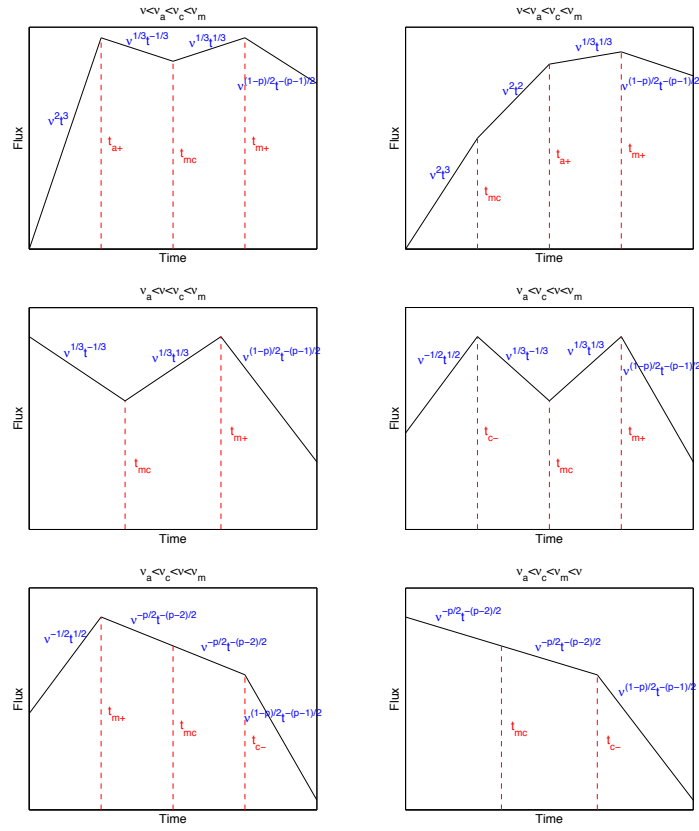 ν<ν_a<ν_c<ν_m
ν^{1/3}t^{-1/3}
ν^{1/3}t^{1/3}
ν^{(1-p)/2}t^{-(p-1)/2}
ν^2t^3
t_{a+}
t_{mc}
t_{m+}
Flux
Time
ν<ν_a<ν_c<ν_m
ν^{1/3}t^{1/3}
ν^{(1-p)/2}t^{-(p-1)/2}
ν^2t^2
ν^2t^3
t_{mc}
t_{a+}
t_{m+}
Flux
Time
ν_a<ν<ν_c<ν_m
ν^{1/3}t^{-1/3}
ν^{1/3}t^{1/3}
ν^{(1-p)/2}t^{-(p-1)/2}
t_{mc}
t_{m+}
Flux
Time
ν_a<ν_c<ν<ν_m
ν^{-1/2}t^{1/2}
ν^{1/3}t^{-1/3}
ν^{1/3}t^{1/3}
ν^{(1-p)/2}t^{-(p-1)/2}
t_{c-}
t_{mc}
t_{m+}
Flux
Time
ν_a<ν_c<ν<ν_m
ν^{-1/2}t^{1/2}
ν^{-p/2}t^{-(p-2)/2}
ν^{-p/2}t^{-(p-2)/2}
ν^{(1-p)/2}t^{-(p-1)/2}
t_{m+}
t_{mc}
t_{c-}
Flux
Time
ν_a<ν_c<ν_m<ν
ν^{-p/2}t^{-(p-2)/2}
ν^{-p/2}t^{-(p-2)/2}
ν^{(1-p)/2}t^{-(p-1)/2}
t_{mc}
t_{c-}
Flux
Time